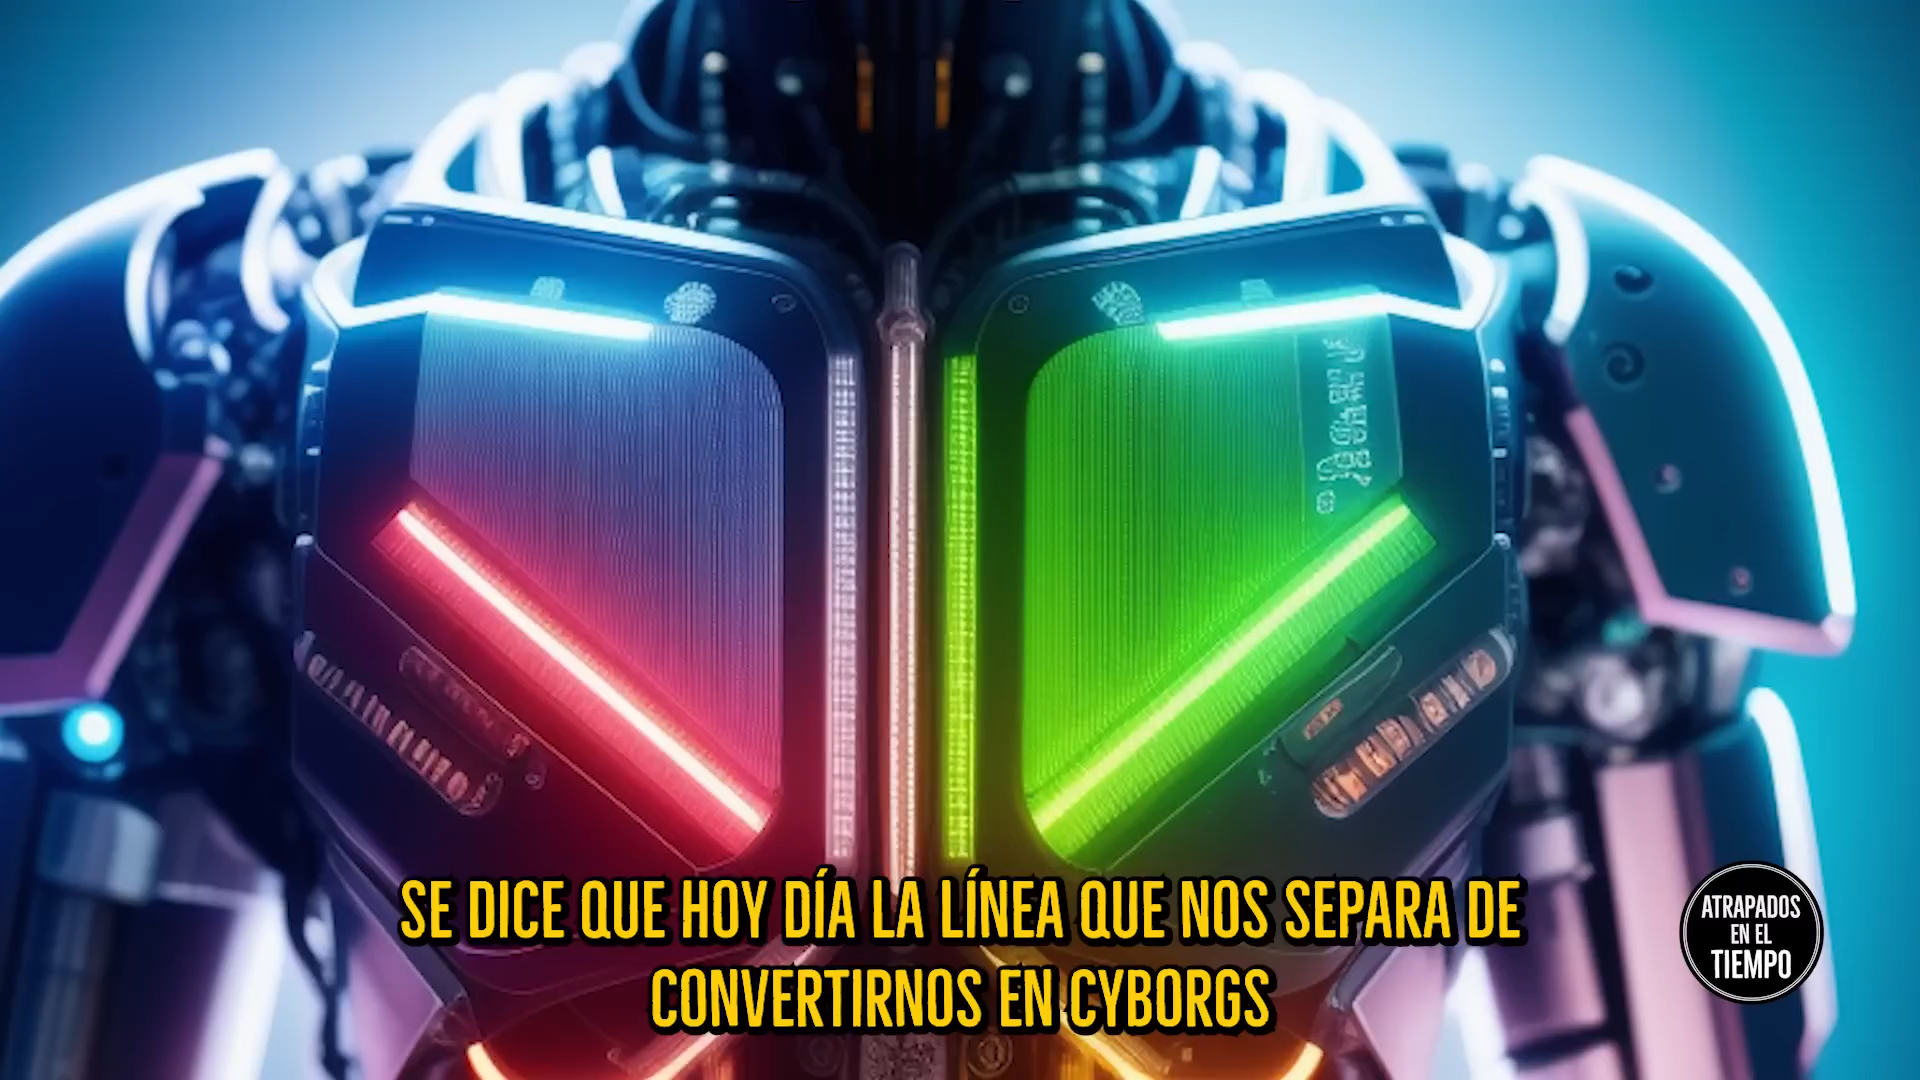 SE DICE QUE HOY DÍA LA LÍNEA QUE NOS SEPARA DE
CONVERTIRNOS EN CYBORGS
ATRAPADOS
EN EL
TIEMPO